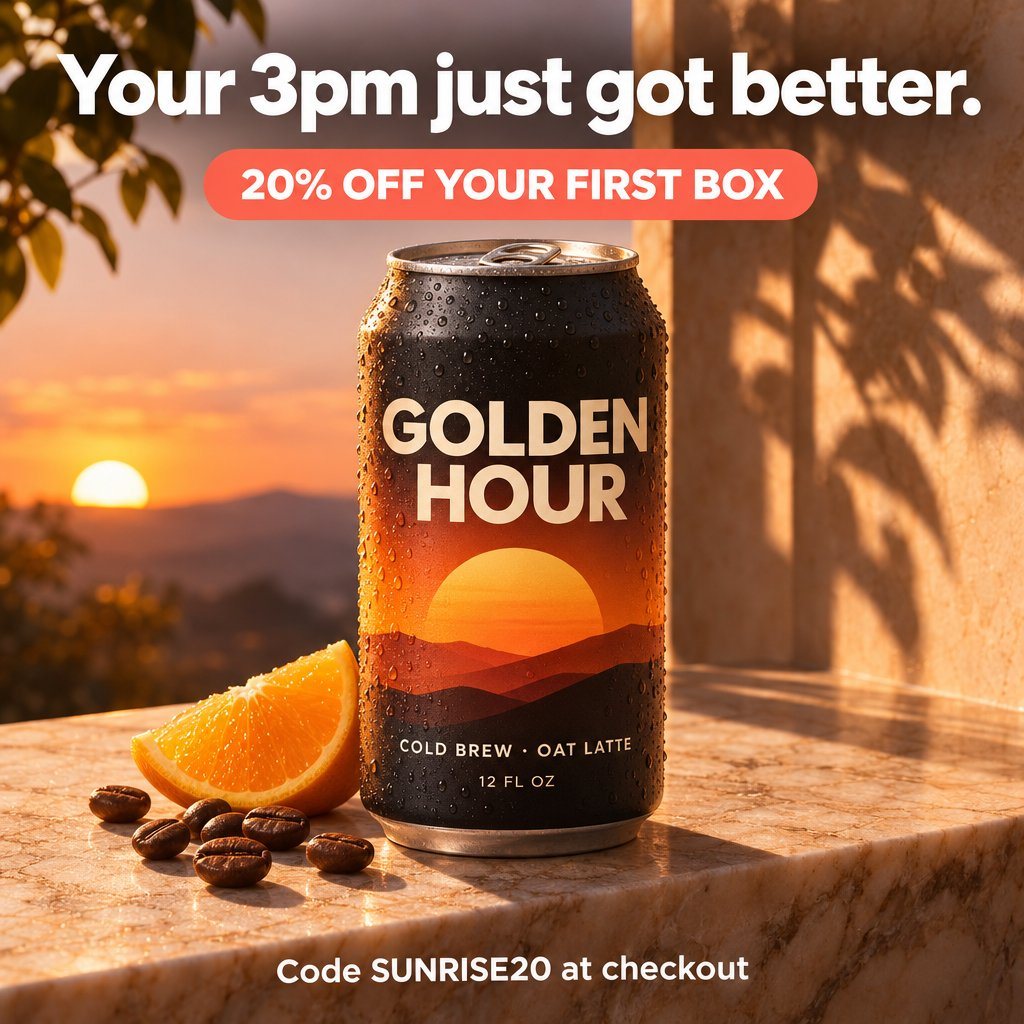 Your 3pm just got better.
20% OFF YOUR FIRST BOX
GOLDEN
HOUR
COLD BREW · OAT LATTE
12 FL OZ
Code SUNRISE20 at checkout